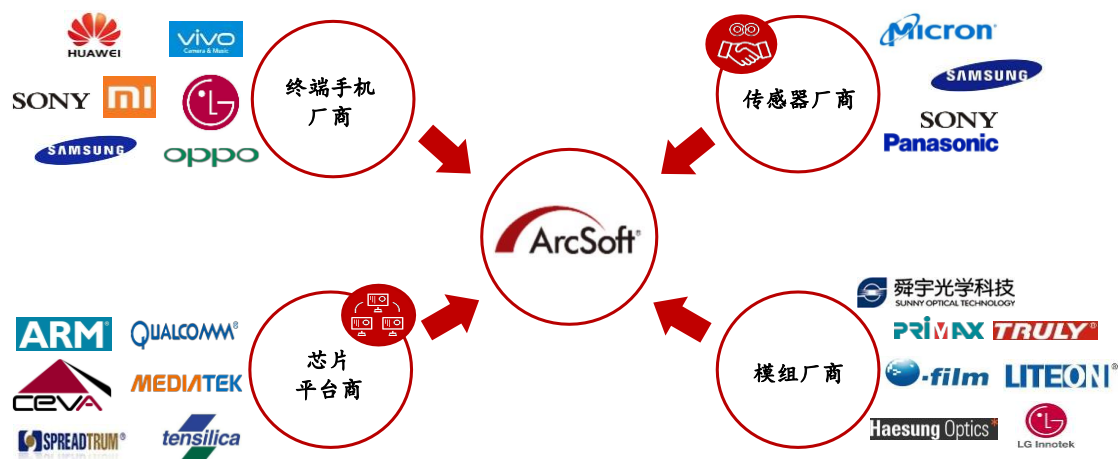 HUAWEI
vivo
Camera & Music
SONY
mi
LG
SAMSUNG
oppo
终端手机
厂商
传感器厂商
Micron
SAMSUNG
SONY
Panasonic
ArcSoft
ARM®
QUALCOMM®
CEVA
MEDIATEK
SPREADTRUM®
tensilica
芯片
平台商
模组厂商
舜宇光学科技
SUNNY OPTICAL TECHNOLOGY
PRIMAX
TRULY®
O-film
LITEON®
Haesung Optics*
LG Innotek